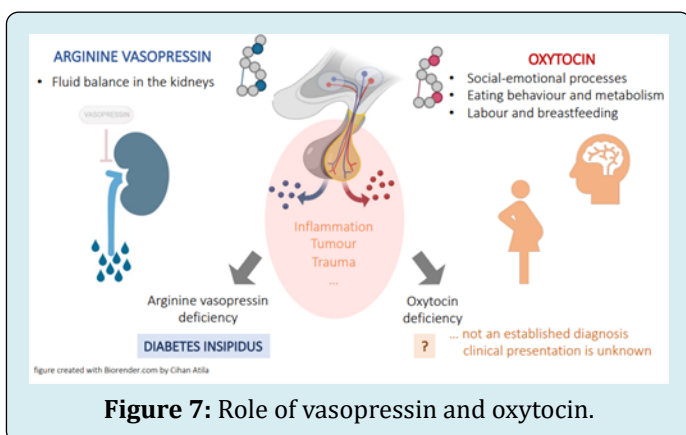 ARGININE VASOPRESSIN
• Fluid balance in the kidneys
VASOPRESSIN
OXYTOCIN
• Social-emotional processes
• Eating behaviour and metabolism
• Labour and breastfeeding
Inflammation
Tumour
Trauma
...
Arginine vasopressin
deficiency
DIABETES INSIPIDUS
Oxytocin
deficiency
?
... not an established diagnosis
clinical presentation is unknown
figure created with Biorender.com by Cihan Atila
Figure 7: Role of vasopressin and oxytocin.